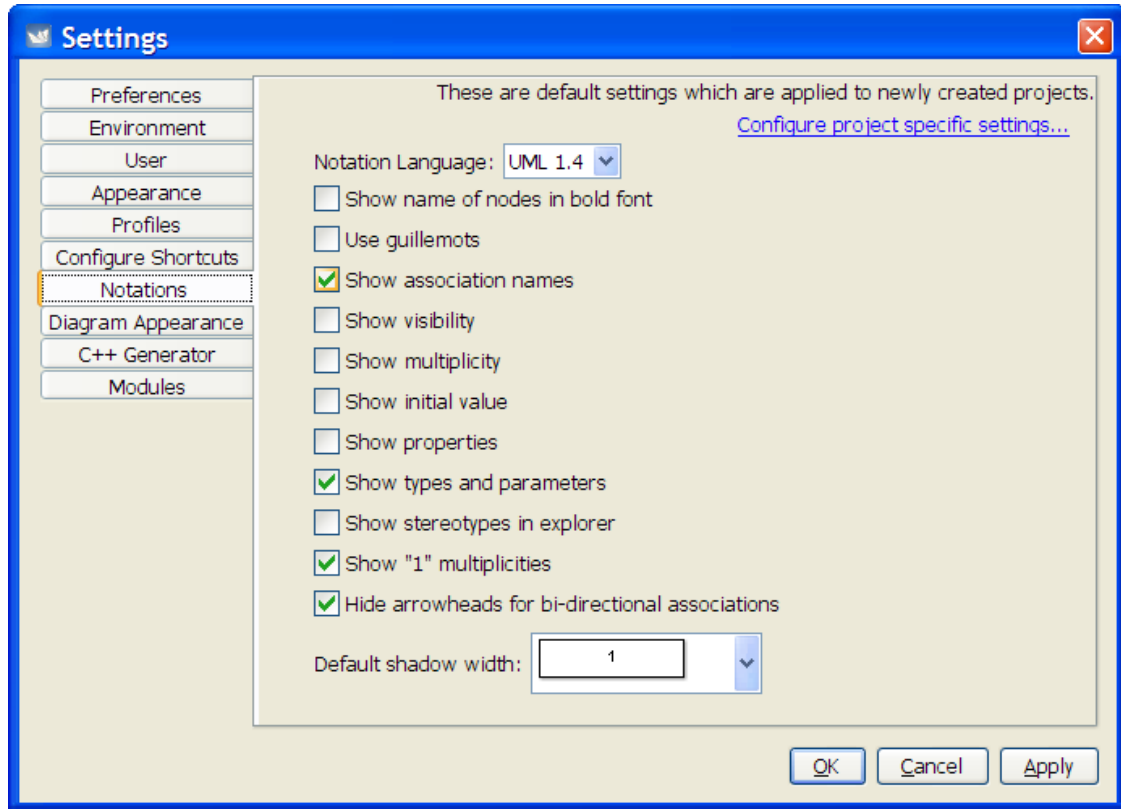 Settings
Preferences
Environment
User
Appearance
Profiles
Configure Shortcuts
Notations
Diagram Appearance
C++ Generator
Modules
These are default settings which are applied to newly created projects.
Configure project specific settings...
Notation Language: UML 1.4
Show name of nodes in bold font
Use guillemots
Show association names
Show visibility
Show multiplicity
Show initial value
Show properties
Show types and parameters
Show stereotypes in explorer
Show "1" multiplicities
Hide arrowheads for bi-directional associations
Default shadow width: 1
OK Cancel Apply